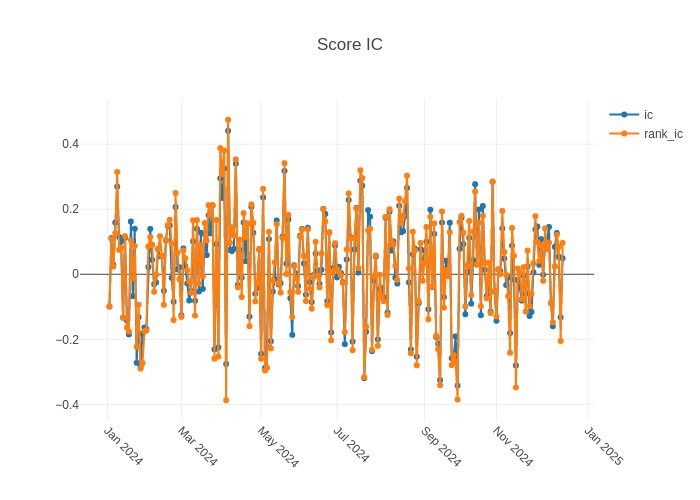 Score IC
ic
rank_ic
0.4
0.2
0
−0.2
−0.4
Jan 2024
Mar 2024
May 2024
Jul 2024
Sep 2024
Nov 2024
Jan 2025